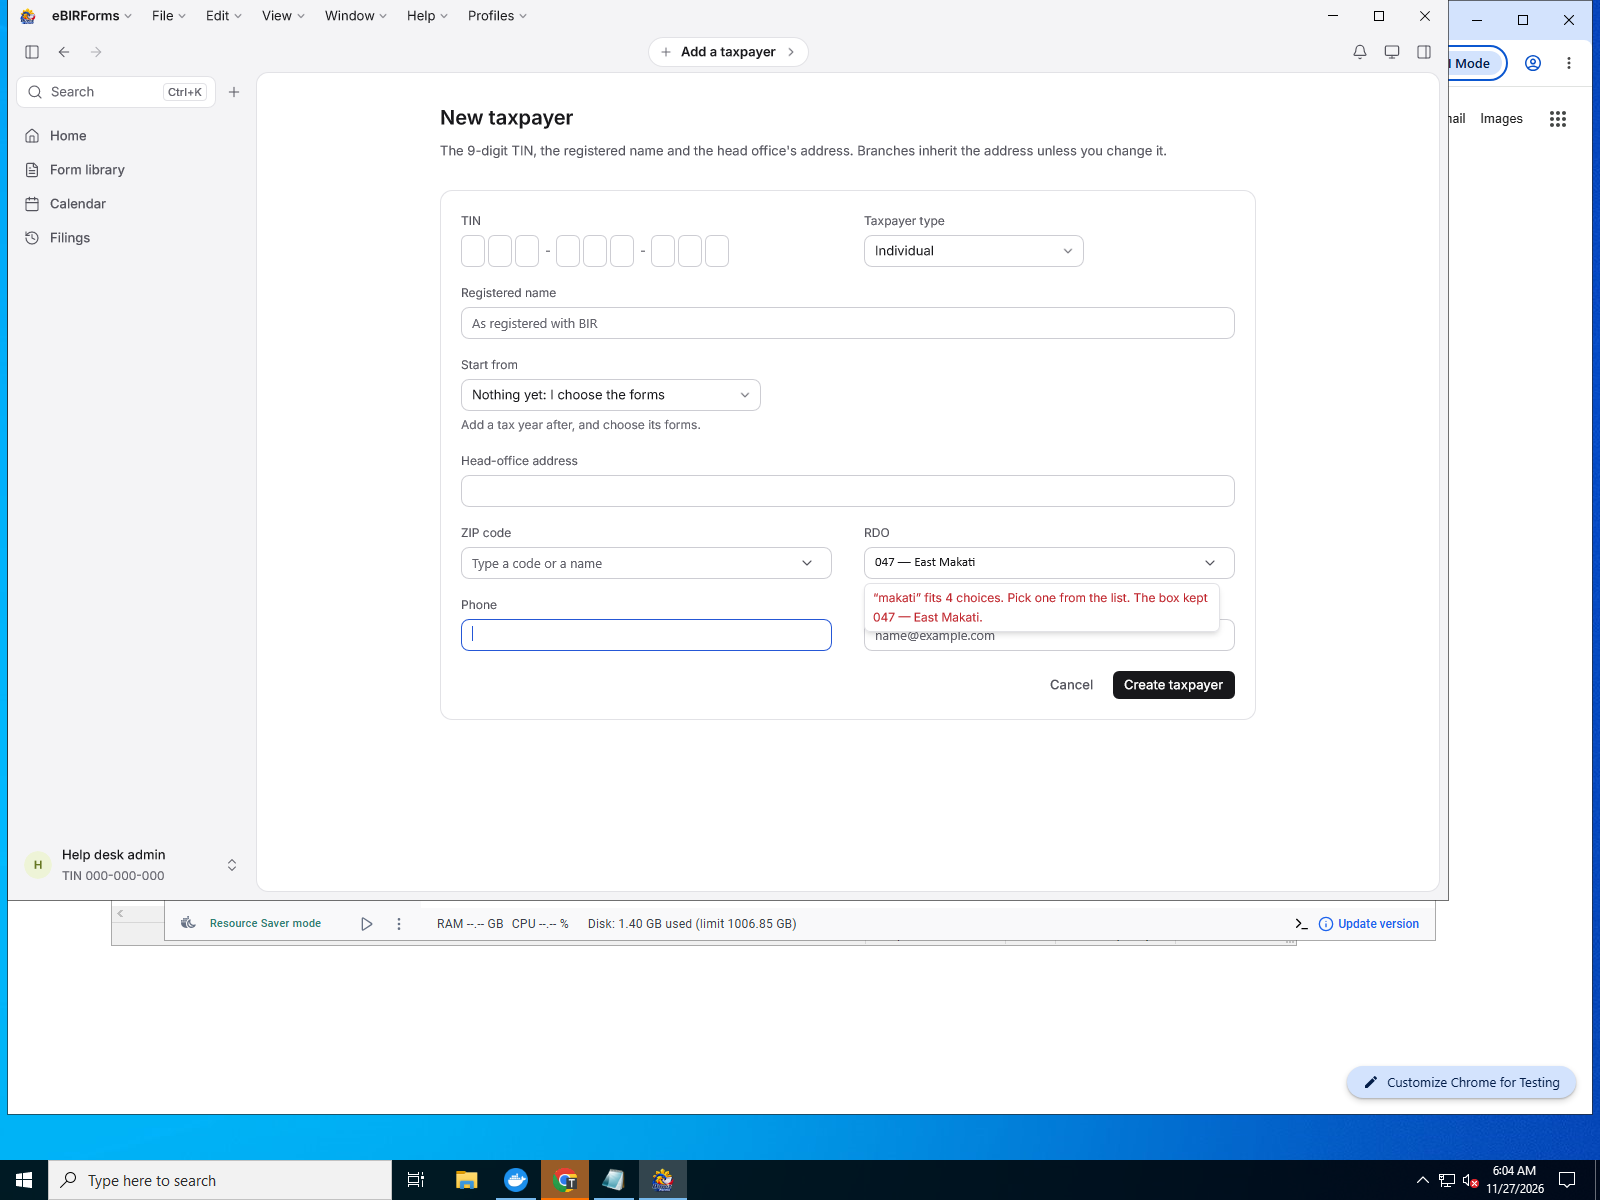 eBIRForms File Edit View Window Help Profiles
Add a taxpayer
Mode
Search Ctrl+K
Images
Home
Form library
Calendar
Filings
New taxpayer
The 9-digit TIN, the registered name and the head office's address. Branches inherit the address unless you change it.
TIN Taxpayer type
- - Individual
Registered name
As registered with BIR
Start from
Nothing yet: I choose the forms
Add a tax year after, and choose its forms.
Head-office address
ZIP code RDO
Type a code or a name 047 — East Makati
“makati” fits 4 choices. Pick one from the list. The box kept
047 — East Makati.
Phone
name@example.com
Cancel Create taxpayer
H Help desk admin
TIN 000-000-000
Resource Saver mode RAM --.-- GB CPU --.-- % Disk: 1.40 GB used (limit 1006.85 GB) Update version
Customize Chrome for Testing
Type here to search
6:04 AM
11/27/2026